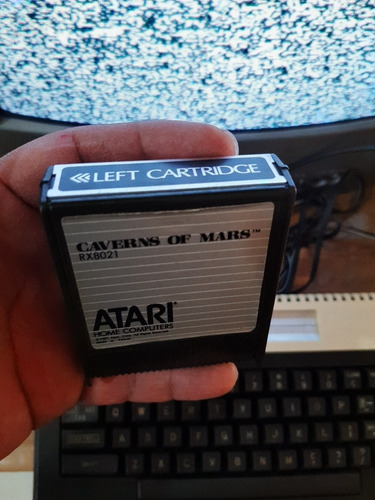 ≪LEFT CARTRIDGE
CAVERNS OF MARS™
RX8021
ATARI®
HOME COMPUTERS
Q W E R T Y U I O P
A S D F G H J K L
Z X C V B N M